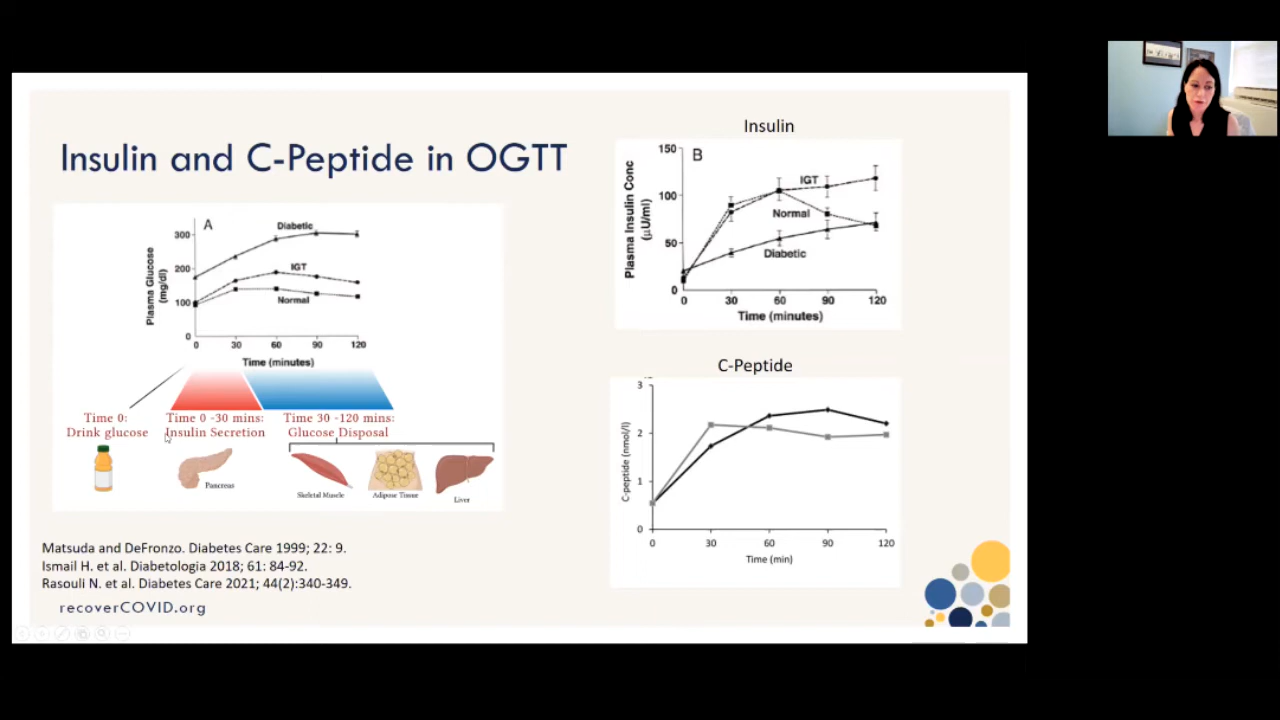 Insulin and C-Peptide in OGTT
A
Diabetic
IGT
Normal
Plasma Glucose
(mg/dl)
300
200
100
0
0 30 60 90 120
Time (minutes)
Time 0:
Drink glucose
Time 0 -30 mins:
Insulin Secretion
Time 30 -120 mins:
Glucose Disposal
Pancreas
Skeletal Muscle
Adipose Tissue
Liver
Matsuda and DeFronzo. Diabetes Care 1999; 22: 9.
Ismail H. et al. Diabetologia 2018; 61: 84-92.
Rasouli N. et al. Diabetes Care 2021; 44(2):340-349.
recoverCOVID.org
Insulin
B
IGT
Normal
Diabetic
Plasma Insulin Conc
(µU/ml)
150
100
50
0
0 30 60 90 120
Time (minutes)
C-Peptide
C-peptide (nmol/l)
3
2
1
0
0 30 60 90 120
Time (min)